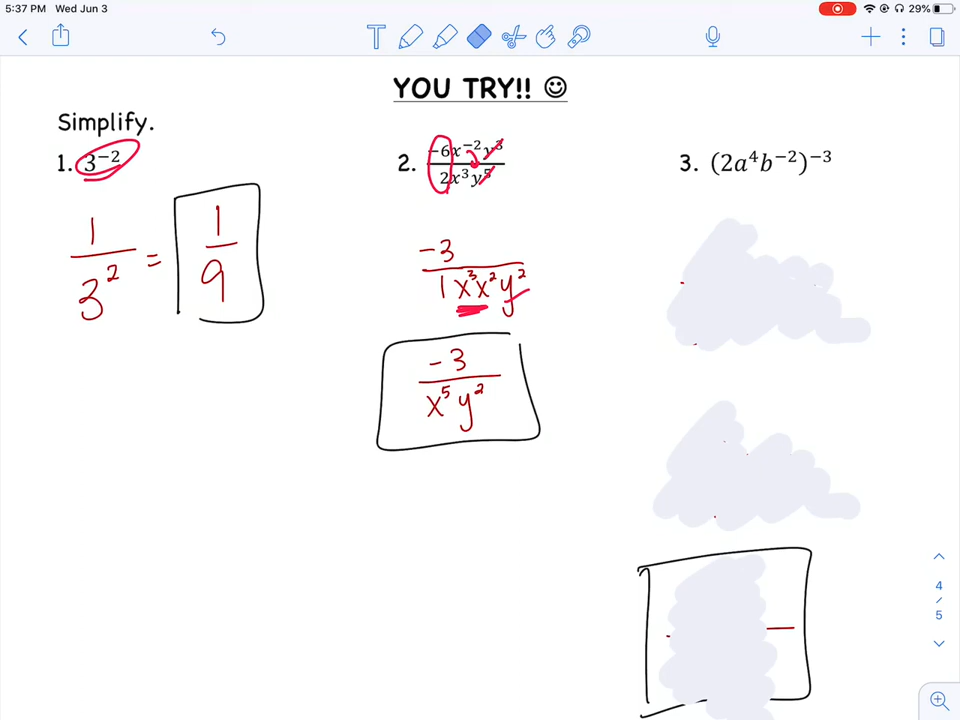 5:37 PM Wed Jun 3 29%
YOU TRY!! ☺
Simplify.
1. 3⁻²
1/3² = 1/9
2. -6x⁻²y³/2x³y⁵
-3/1x³x²y²
-3/x⁵y²
3. (2a⁴b⁻²)⁻³
4/5